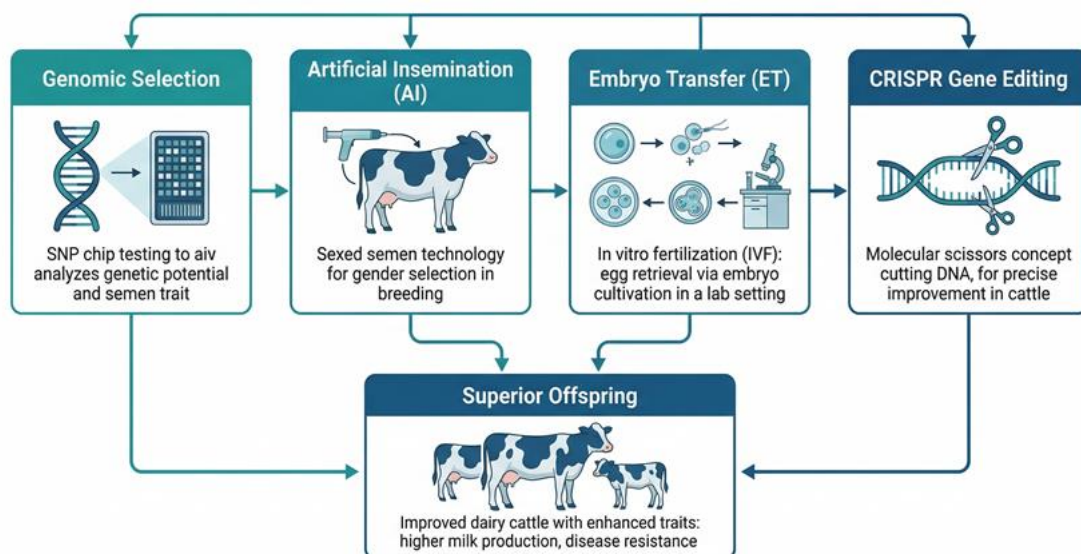 Genomic Selection
SNP chip testing to aiv
analyzes genetic potential
and semen trait
Artificial Insemination
(AI)
Sexed semen technology
for gender selection in
breeding
Embryo Transfer (ET)
+
In vitro fertilization (IVF):
egg retrieval via embryo
cultivation in a lab setting
CRISPR Gene Editing
Molecular scissors concept
cutting DNA, for precise
improvement in cattle
Superior Offspring
Improved dairy cattle with enhanced traits:
higher milk production, disease resistance